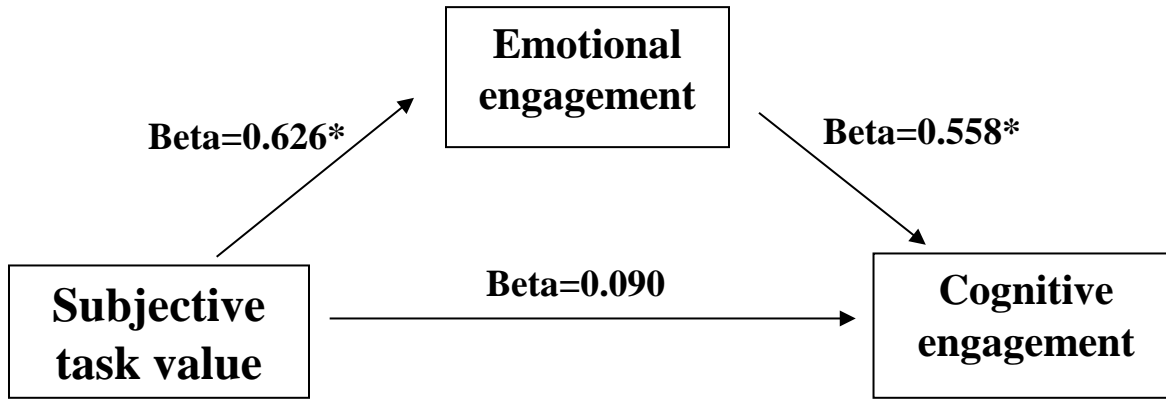 Emotional
engagement
Beta=0.626*
Beta=0.558*
Beta=0.090
Subjective
task value
Cognitive
engagement